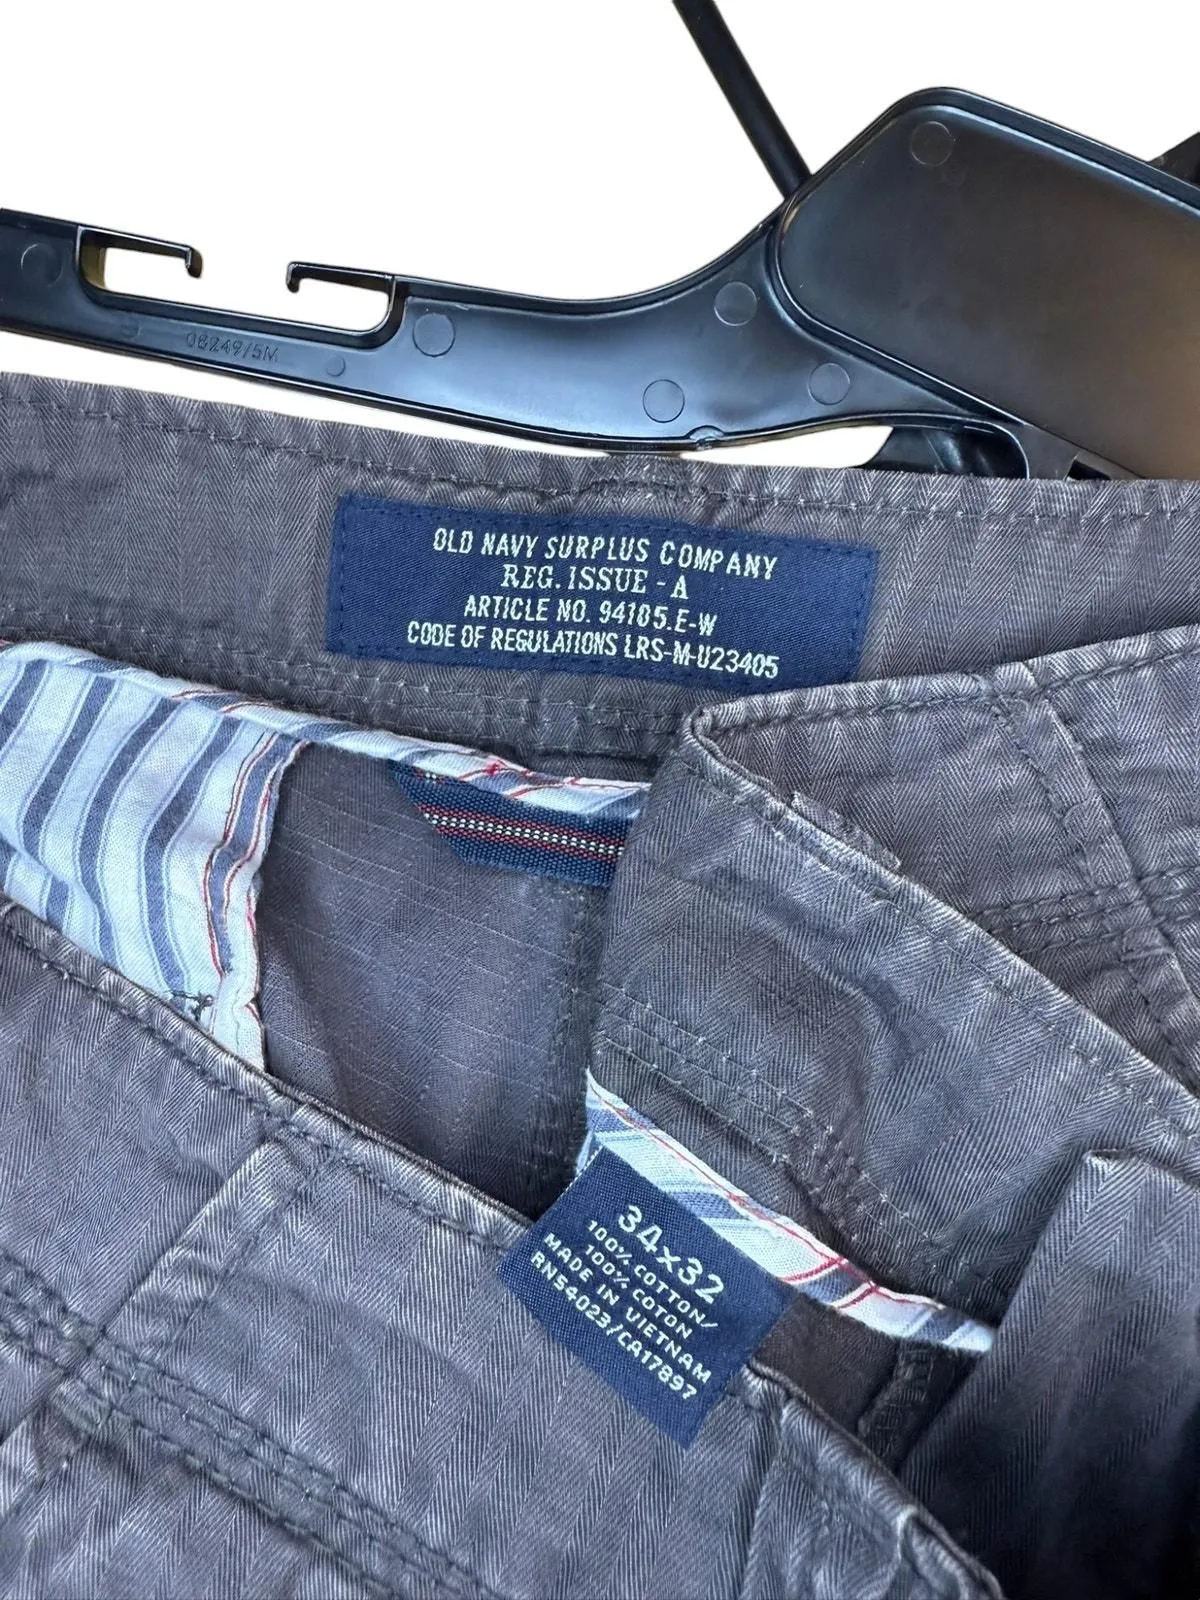 08249/5M
OLD NAVY SURPLUS COMPANY
REG. ISSUE - A
ARTICLE NO. 94105.E-W
CODE OF REGULATIONS LRS-M-U23405
34x32
100% COTTON/
100% COTON
MADE IN VIETNAM
RN54023/CA17897